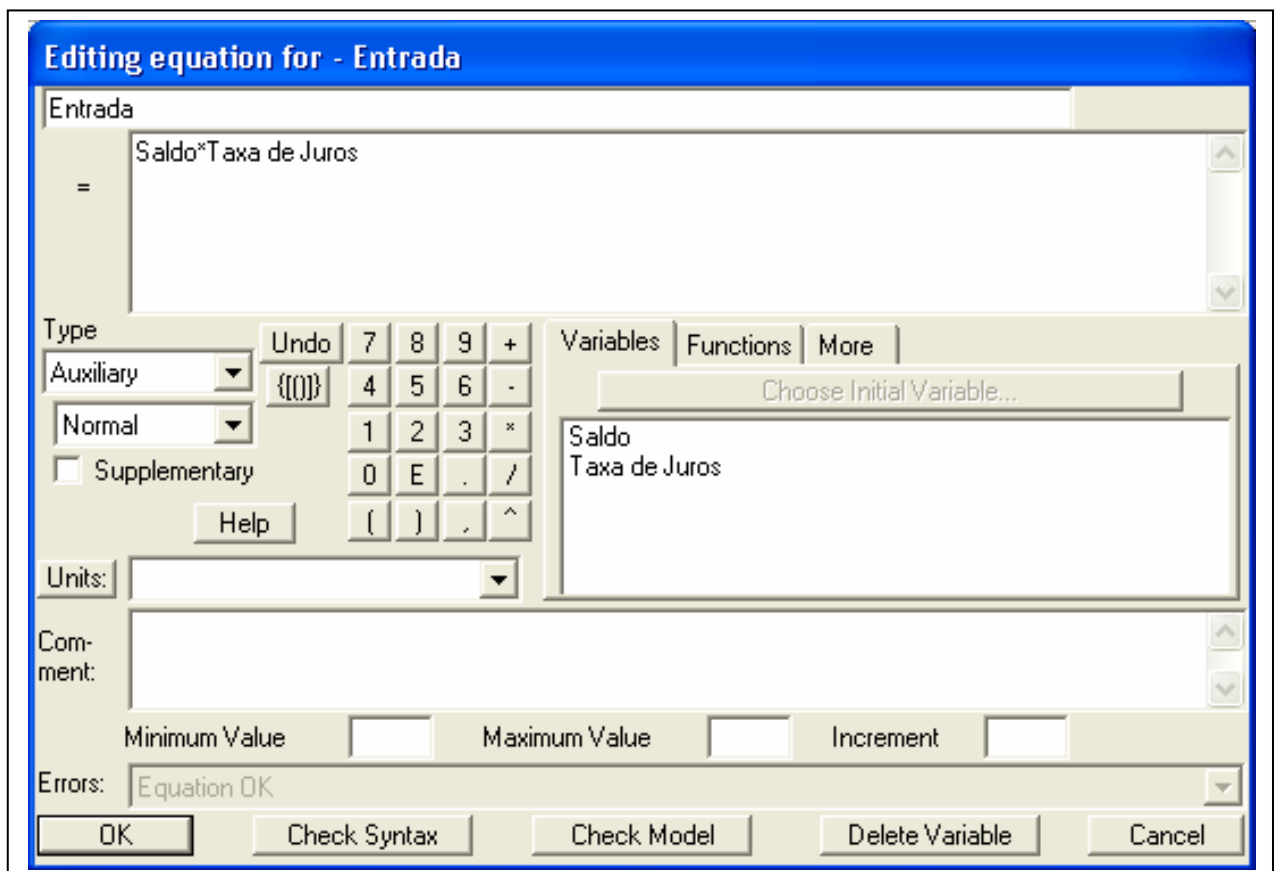 Editing equation for - Entrada
Entrada
=
Saldo*Taxa de Juros
Type
Auxiliary
Normal
Supplementary
Help
Undo 7 8 9 +
{[()]} 4 5 6 -
1 2 3 *
0 E . /
( ) , ^
Variables Functions More
Choose Initial Variable...
Saldo
Taxa de Juros
Units:
Com-
ment:
Minimum Value Maximum Value Increment
Errors: Equation OK
OK Check Syntax Check Model Delete Variable Cancel